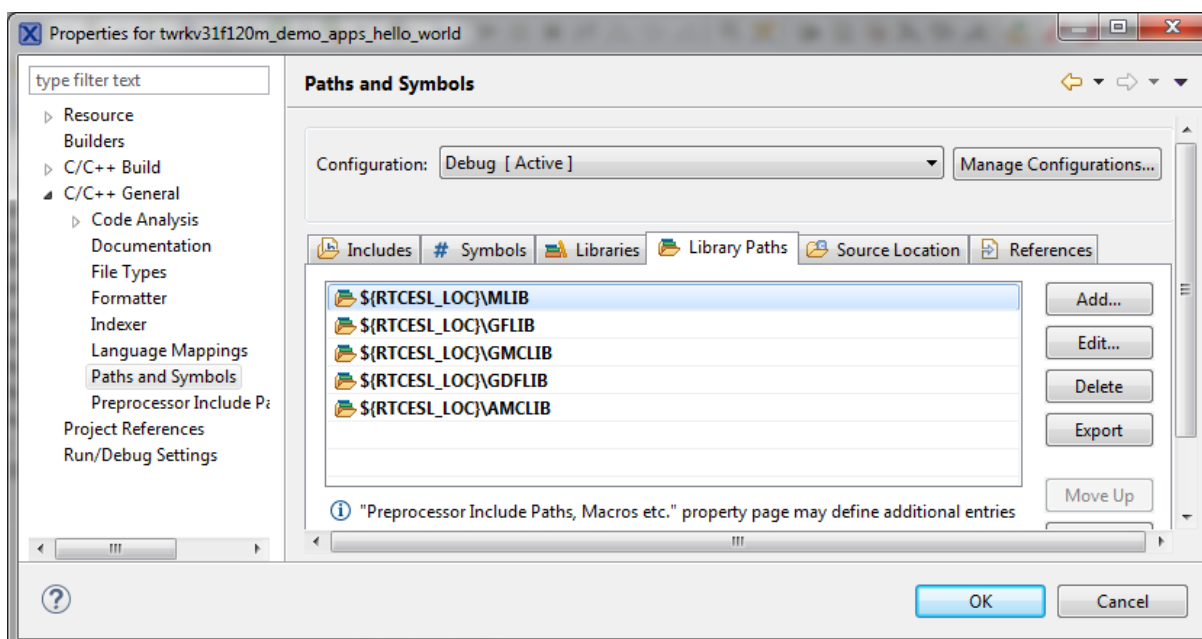 Properties for twrkv31f120m_demo_apps_hello_world
type filter text
Resource
Builders
C/C++ Build
C/C++ General
Code Analysis
Documentation
File Types
Formatter
Indexer
Language Mappings
Paths and Symbols
Preprocessor Include Pa
Project References
Run/Debug Settings
Paths and Symbols
Configuration: Debug [ Active ] Manage Configurations...
Includes # Symbols Libraries Library Paths Source Location References
${RTCESL_LOC}\MLIB
${RTCESL_LOC}\GFLIB
${RTCESL_LOC}\GMCLIB
${RTCESL_LOC}\GDFLIB
${RTCESL_LOC}\AMCLIB
Add...
Edit...
Delete
Export
Move Up
"Preprocessor Include Paths, Macros etc." property page may define additional entries
OK Cancel